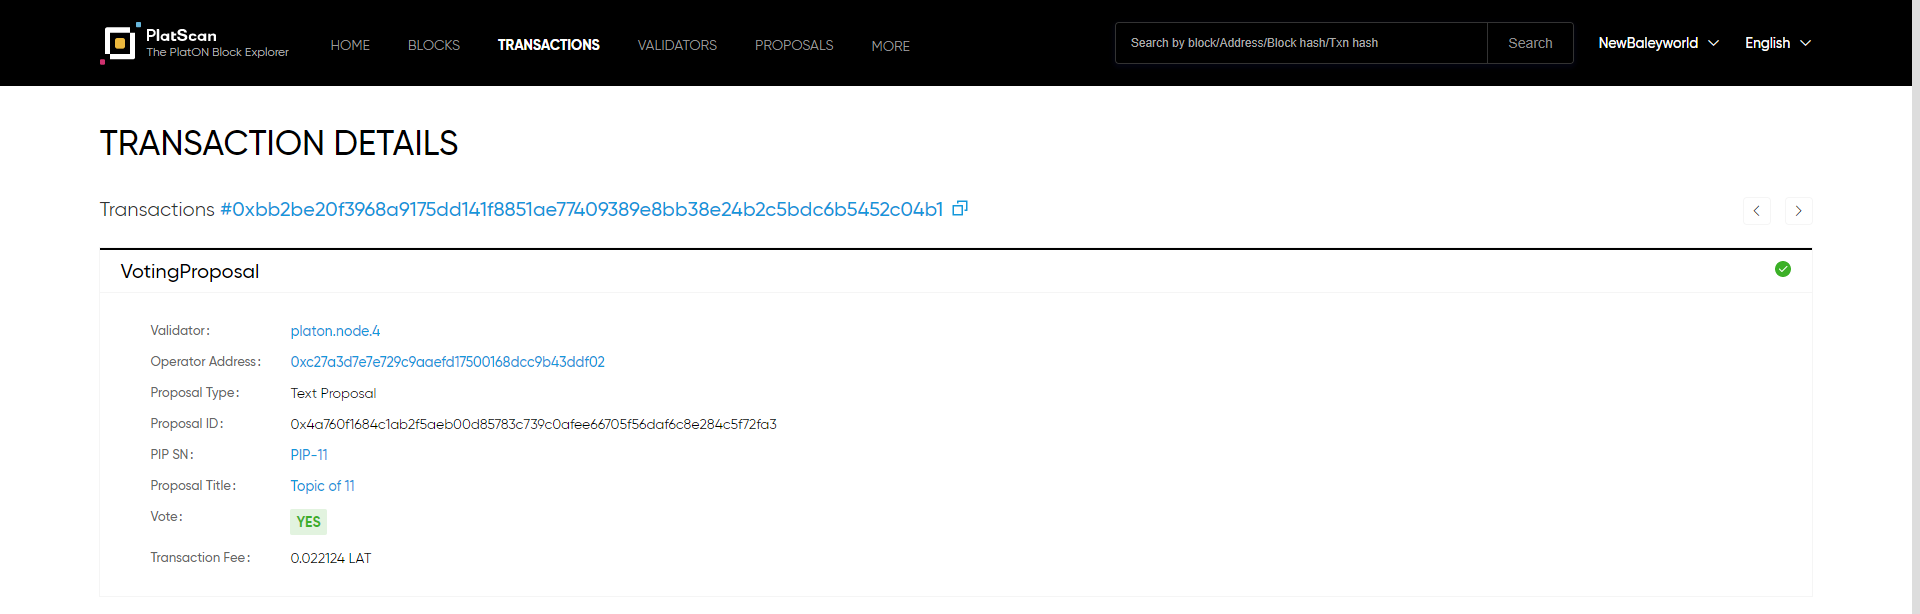 PlatScan
The PlatON Block Explorer
HOME BLOCKS TRANSACTIONS VALIDATORS PROPOSALS MORE
Search by block/Address/Block hash/Txn hash Search
NewBaleyworld English
TRANSACTION DETAILS
Transactions #0xbb2be20f3968a9175dd141f8851ae77409389e8bb38e24b2c5bdc6b5452c04b1
VotingProposal
Validator: platon.node.4
Operator Address: 0xc27a3d7e7e729c9aaefd17500168dcc9b43ddf02
Proposal Type: Text Proposal
Proposal ID: 0x4a760f1684c1ab2f5aeb00d85783c739c0afee66705f56daf6c8e284c5f72fa3
PIP SN: PIP-11
Proposal Title: Topic of 11
Vote: YES
Transaction Fee: 0.022124 LAT